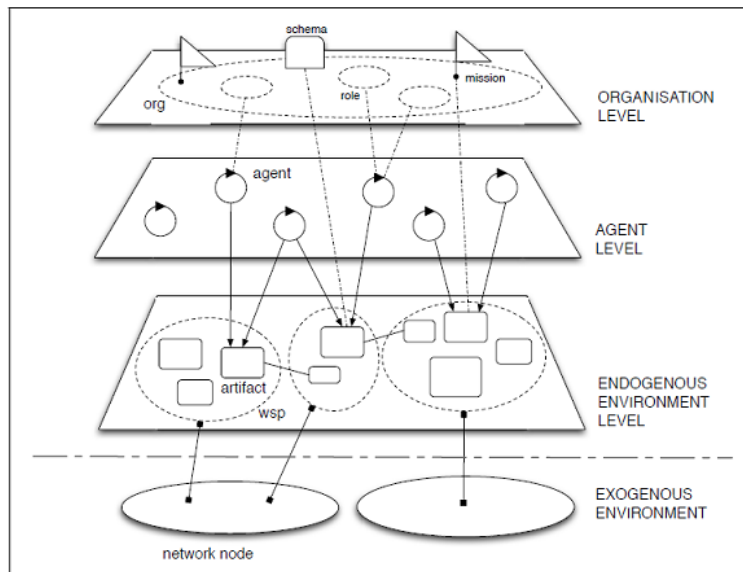 schema
mission
role
org
ORGANISATION
LEVEL
agent
AGENT
LEVEL
artifact
wsp
ENDOGENOUS
ENVIRONMENT
LEVEL
EXOGENOUS
ENVIRONMENT
network node